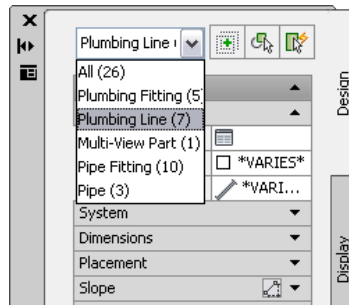 Plumbing Line (
All (26)
Plumbing Fitting (5)
Plumbing Line (7)
Multi-View Part (1)
Pipe Fitting (10)
Pipe (3)
*VARIES*
*VARI...
System
Dimensions
Placement
Slope
Design
Display